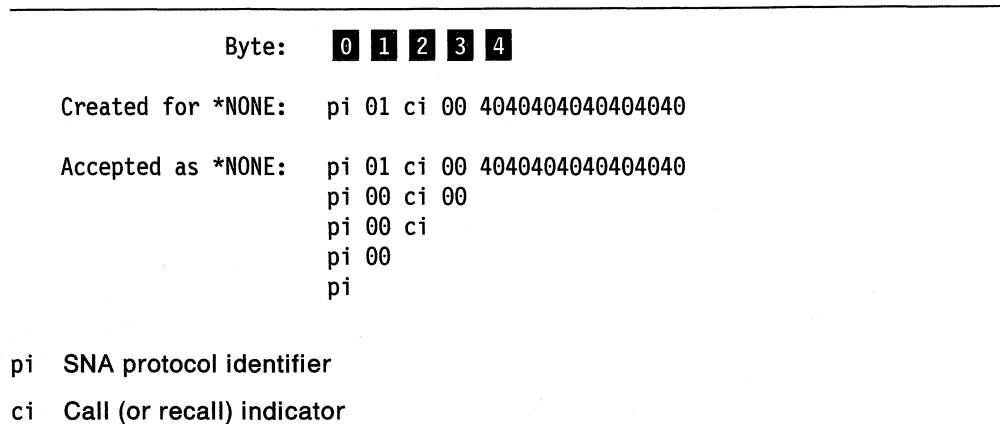 Byte: 0 1 2 3 4
Created for *NONE: pi 01 ci 00 4040404040404040
Accepted as *NONE: pi 01 ci 00 4040404040404040
pi 00 ci 00
pi 00 ci
pi 00
pi
pi SNA protocol identifier
ci Call (or recall) indicator